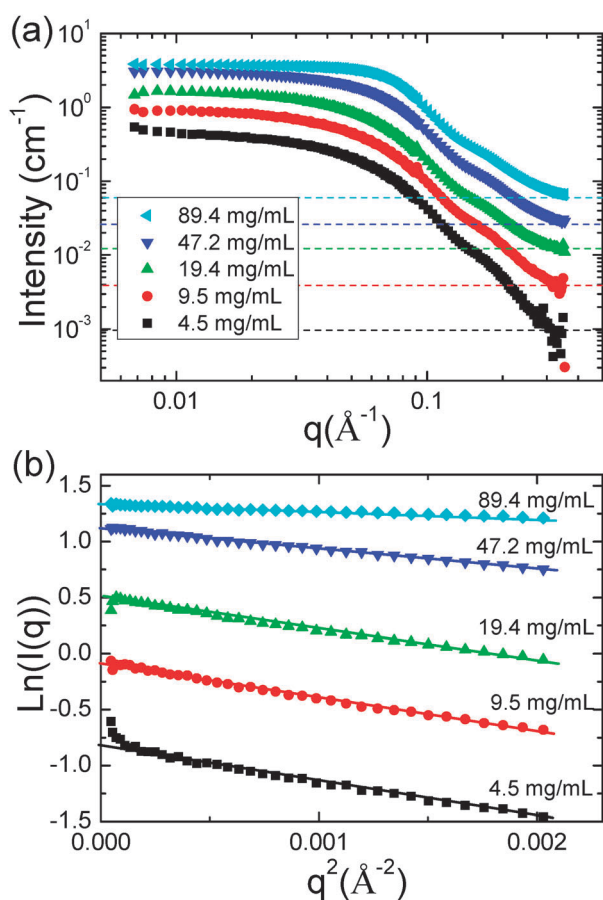 (a)
10¹
10⁰
10⁻¹
10⁻²
10⁻³
Intensity (cm⁻¹)
89.4 mg/mL
47.2 mg/mL
19.4 mg/mL
9.5 mg/mL
4.5 mg/mL
0.01
0.1
q(Å⁻¹)
(b)
1.5
1.0
0.5
0.0
-0.5
-1.0
-1.5
Ln(I(q))
89.4 mg/mL
47.2 mg/mL
19.4 mg/mL
9.5 mg/mL
4.5 mg/mL
0.000
0.001
0.002
q²(Å⁻²)